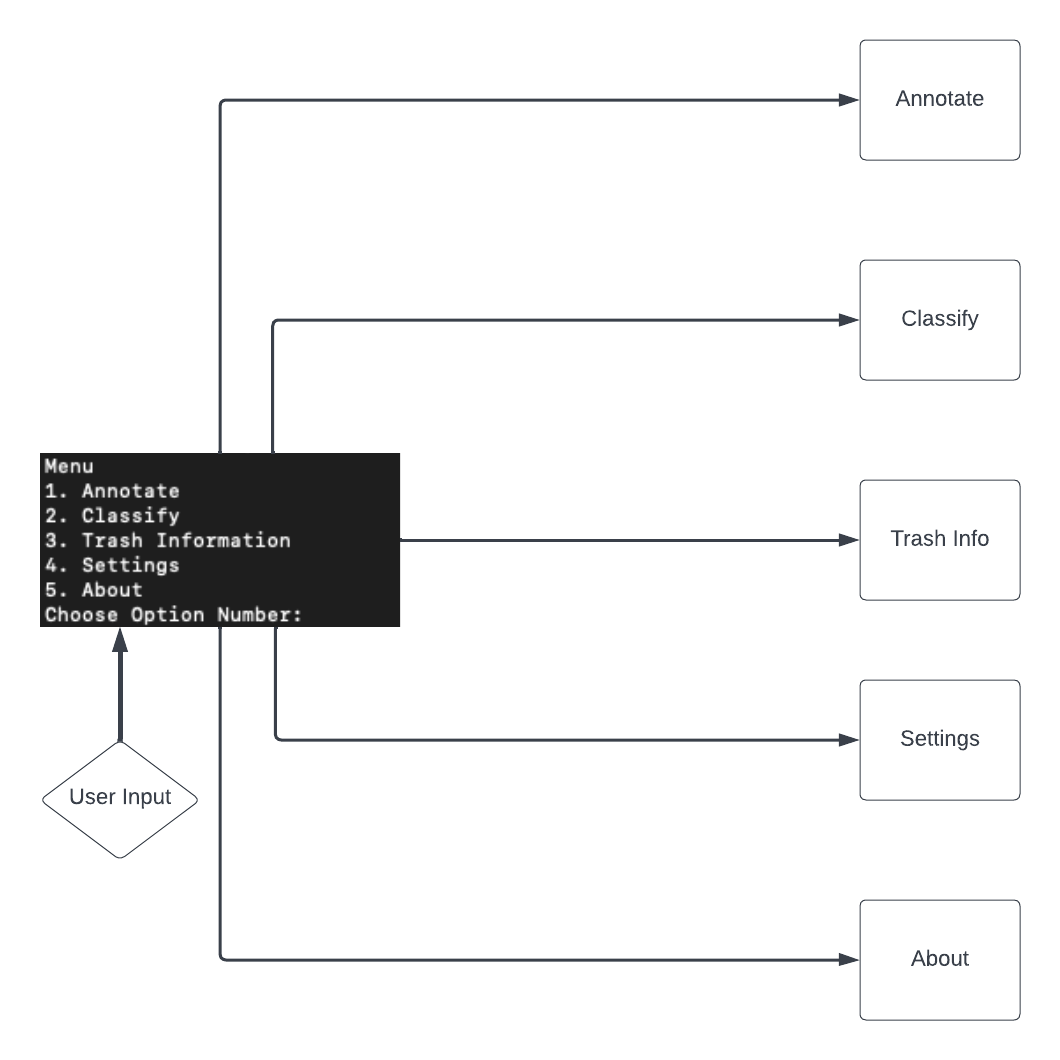 Annotate
Classify
Menu
1. Annotate
2. Classify
3. Trash Information
4. Settings
5. About
Choose Option Number:
Trash Info
Settings
User Input
About